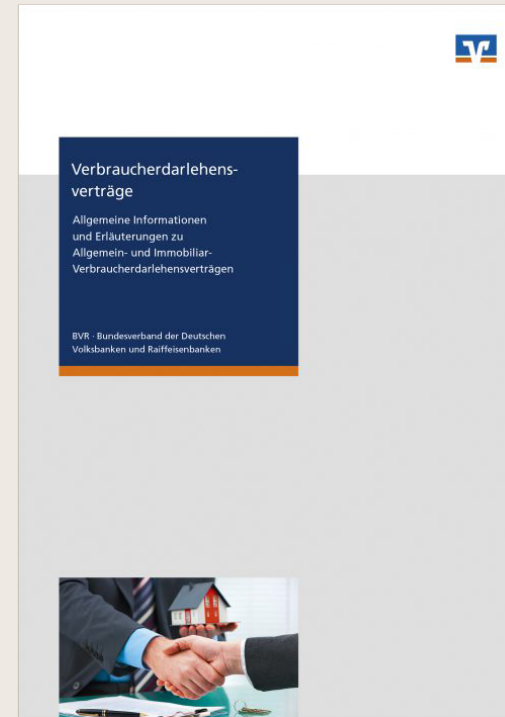 Verbraucherdarlehens-
verträge
Allgemeine Informationen
und Erläuterungen zu
Allgemein- und Immobiliar-
Verbraucherdarlehensverträgen
BVR · Bundesverband der Deutschen
Volksbanken und Raiffeisenbanken